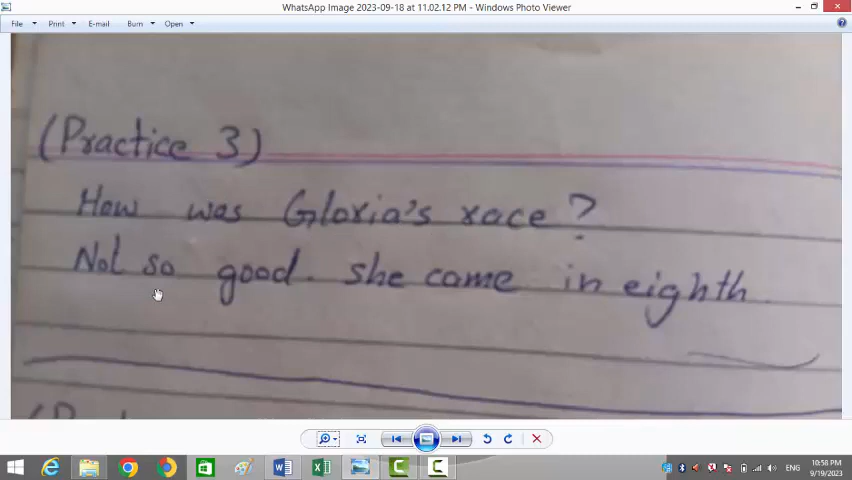 WhatsApp Image 2023-09-18 at 11.02.12 PM - Windows Photo Viewer
File Print E-mail Burn Open
(Practice 3)
How was Gloria's race?
Not so good. she came in eighth.
ENG
10:58 PM
9/19/2023